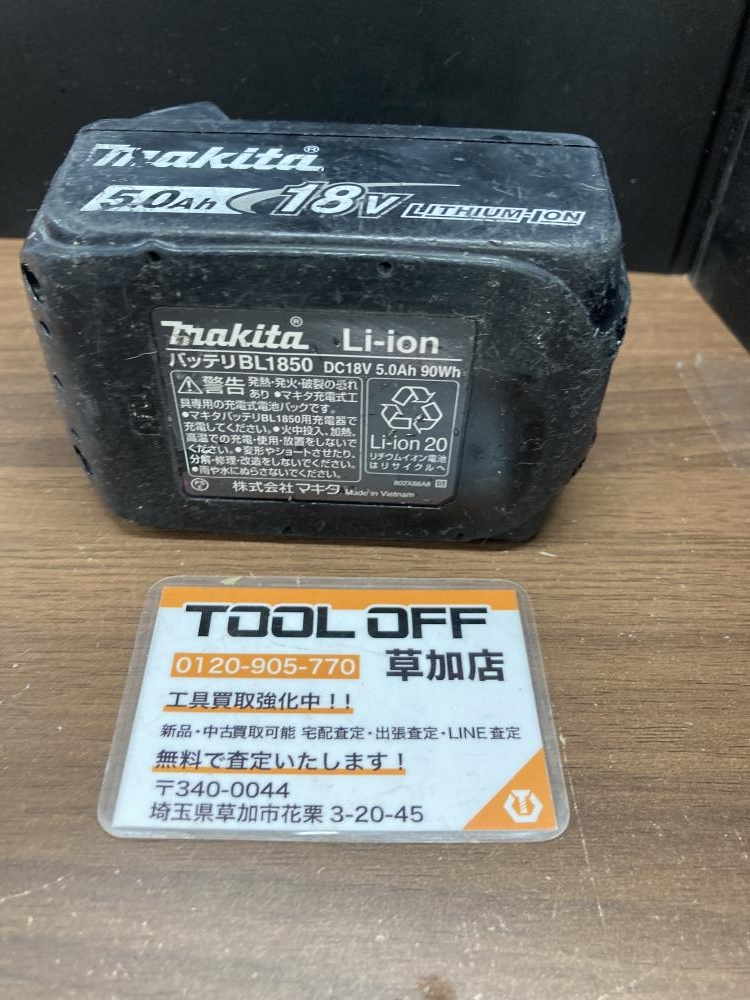 makita®
5.0Ah 18V LITHIUM-ION
makita® Li-ion
バッテリBL1850 DC18V 5.0Ah 90Wh
警告 発熱・発火・破裂の恐れあり ●マキタ充電式工
具専用の充電式電池パックです。
●マキタバッテリBL1850用充電器で
充電してください。●火中投入、加熱、
高温での充電・使用・放置をしないで
ください。●変形やショートさせたり、
分解・修理・改造をしないでください。
●雨や水にぬらさないでください。
Li-ion 20
リチウムイオン電池
はリサイクルへ
株式会社マキタ Made in Vietnam
TOOL OFF
0120-905-770 草加店
工具買取強化中！！
新品・中古買取可能 宅配査定・出張査定・LINE査定
無料で査定いたします！
〒340-0044
埼玉県草加市花栗 3-20-45